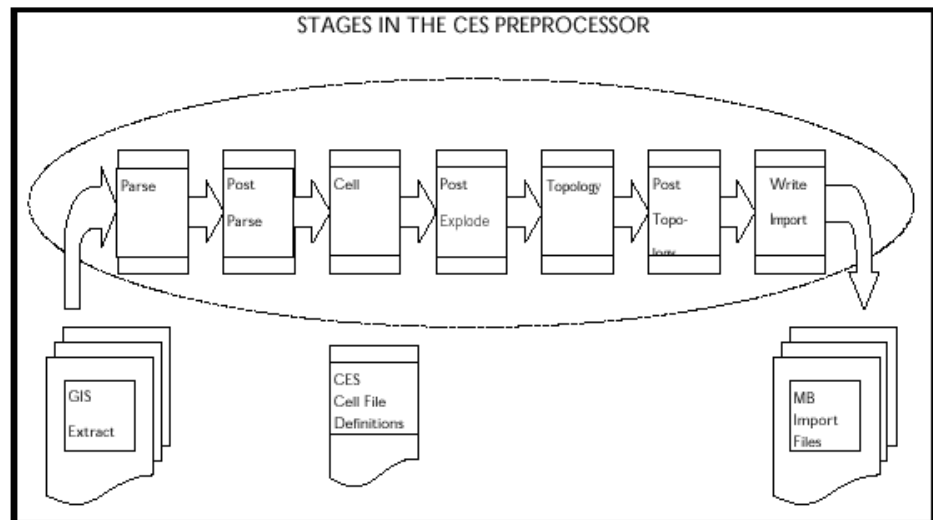 STAGES IN THE CES PREPROCESSOR
Parse
Post
Parse
Cell
Post
Explode
Topology
Post
Topo-
Write
Import
GIS
Extract
CES
Cell File
Definitions
MB
Import
Files